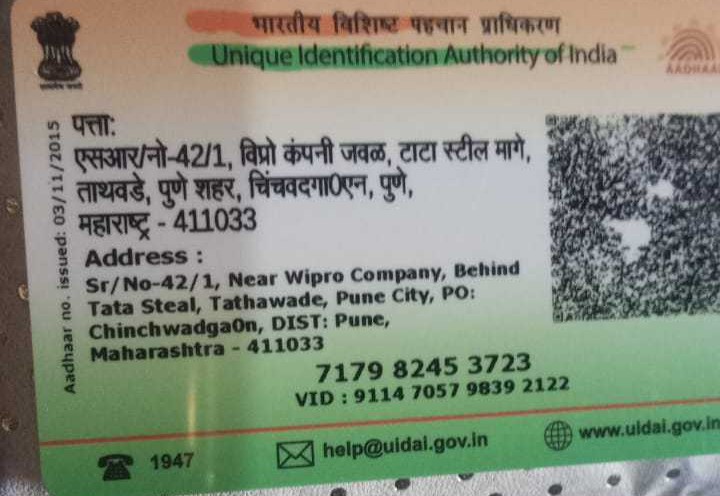 भारतीय विशिष्ट पहचान प्राधिकरण
Unique Identification Authority of India
AADHAA
Aadhaar no. issued: 03/11/2015
पत्ता:
एसआर/नो-42/1, विप्रो कंपनी जवळ, टाटा स्टील मागे,
ताथवडे, पुणे शहर, चिंचवदगा0एन, पुणे,
महाराष्ट्र - 411033
Address :
Sr/No-42/1, Near Wipro Company, Behind
Tata Steal, Tathawade, Pune City, PO:
Chinchwadga0n, DIST: Pune,
Maharashtra - 411033
7179 8245 3723
VID : 9114 7057 9839 2122
1947
help@uidai.gov.in
www.uidai.gov.in